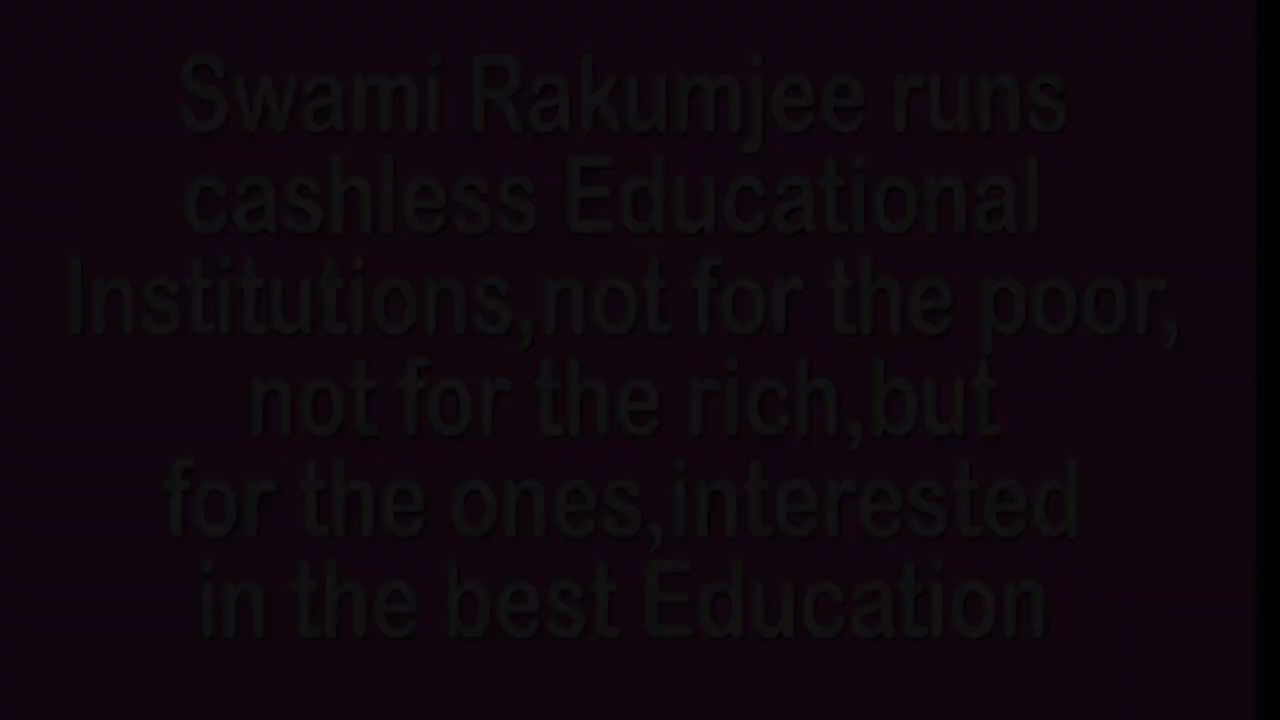 Swami Rakumjee runs
cashless Educational
Institutions,not for the poor,
not for the rich,but
for the ones,interested
in the best Education